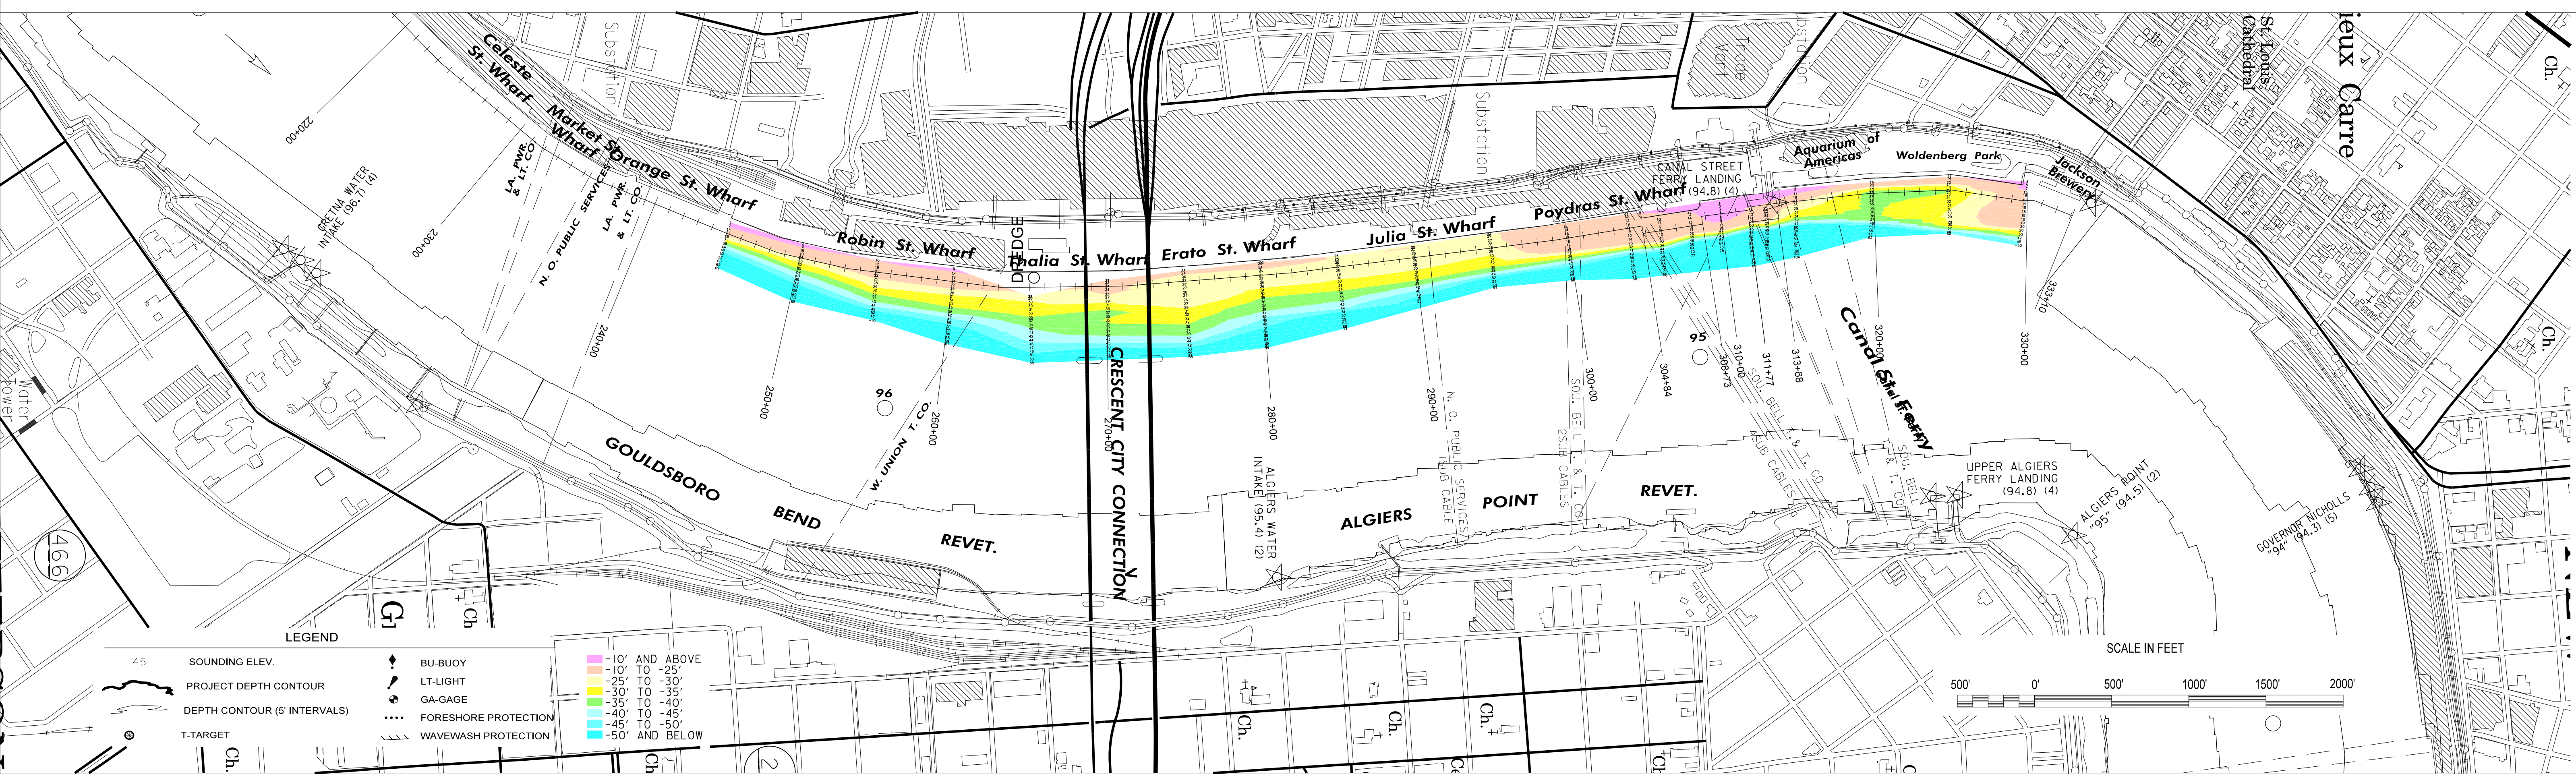 Celeste
St. Wharf
Substation
Market St.
Wharf
Orange St. Wharf
LA. PWR.
& LT. CO.
N. O. PUBLIC SERVICES
LA. PWR.
& LT. CO.
220+00
230+00
240+00
GRETNA WATER
INTAKE (96.1) (4)
Robin St. Wharf
DREDGE
Thalia St. Wharf
Erato St. Wharf
Julia St. Wharf
Poydras St. Wharf
Substation
CANAL STREET
FERRY LANDING
(94.8) (4)
Trade
Mart
Aquarium of
Americas
Woldenberg Park
Jackson
Brewery
St. Louis
Cathedral
ieux Carre
Ch.
Ch.
250+00
96
260+00
W. UNION T. CO.
CRESCENT CITY CONNECTION
270+00
N
280+00
290+00
300+00
304+84
95
308+73
310+00
311+77
313+68
320+00
330+00
333+10
Canal St. Ferry
GOULDSBORO
BEND
REVET.
ALGIERS WATER
INTAKE (95.4) (2)
ALGIERS
POINT
REVET.
N. O. PUBLIC SERVICES
1SUB CABLE
SOU. BELL T. & T. CO.
2SUB CABLES
SOU. BELL T. & T. CO
4SUB CABLES
SOU. BELL
T. & T. CO
UPPER ALGIERS
FERRY LANDING
(94.8) (4)
ALGIERS POINT
"95" (94.5) (2)
GOVERNOR NICHOLLS
"94" (94.3) (5)
Water
466
LEGEND
45 SOUNDING ELEV.
PROJECT DEPTH CONTOUR
DEPTH CONTOUR (5' INTERVALS)
T-TARGET
BU-BUOY
LT-LIGHT
GA-GAGE
FORESHORE PROTECTION
WAVEWASH PROTECTION
-10' AND ABOVE
-10' TO -25'
-25' TO -30'
-30' TO -35'
-35' TO -40'
-40' TO -45'
-45' TO -50'
-50' AND BELOW
Ch
Ch.
Ch
2
Ch.
Ch.
Ch.
SCALE IN FEET
500' 0' 500' 1000' 1500' 2000'